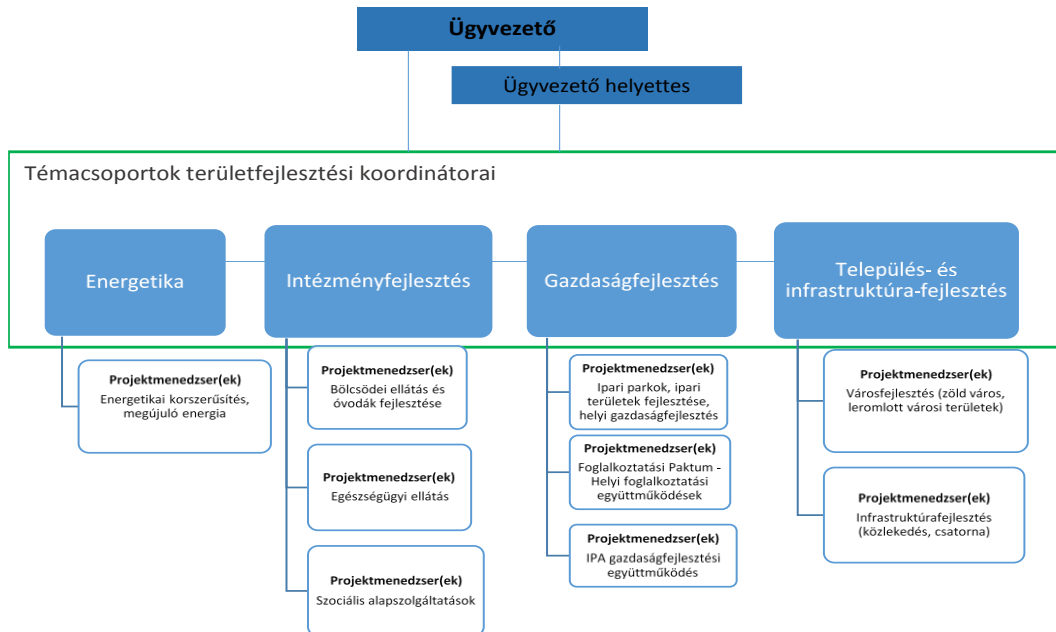 Ügyvezető
Ügyvezető helyettes
Témacsoportok területfejlesztési koordinátorai
Energetika
Intézményfejlesztés
Gazdaságfejlesztés
Település- és
infrastruktúra-fejlesztés
Projektmenedzser(ek)
Energetikai korszerűsítés,
megújuló energia
Projektmenedzser(ek)
Bölcsödei ellátás és
óvodák fejlesztése
Projektmenedzser(ek)
Egészségügyi ellátás
Projektmenedzser(ek)
Szociális alapszolgáltatások
Projektmenedzser(ek)
Ipari parkok, ipari
területek fejlesztése,
helyi gazdaságfejlesztés
Projektmenedzser(ek)
Foglalkoztatási Paktum -
Helyi foglalkoztatási
együttműködések
Projektmenedzser(ek)
IPA gazdaságfejlesztési
együttműködés
Projektmenedzser(ek)
Városfejlesztés (zöld város,
leromlott városi területek)
Projektmenedzser(ek)
Infrastruktúrafejlesztés
(közlekedés, csatorna)